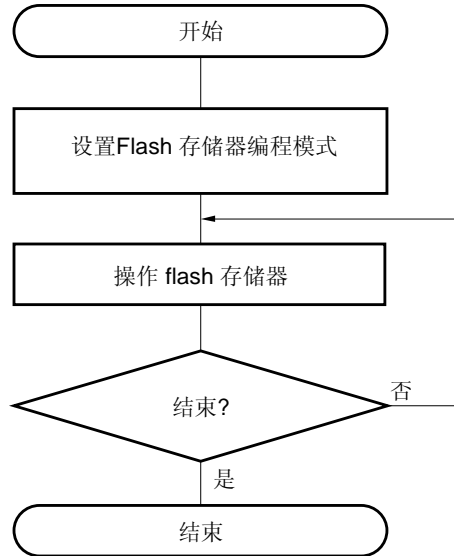 开始
设置Flash 存储器编程模式
操作 flash 存储器
结束?
否
是
结束